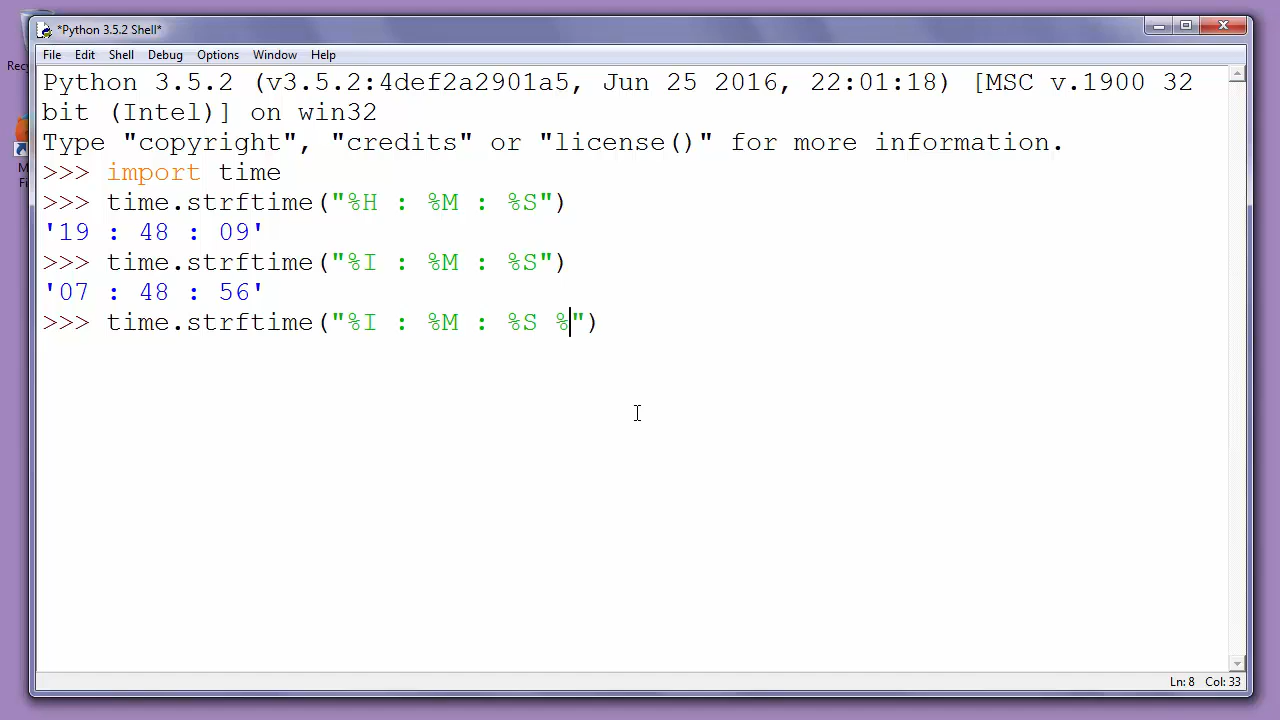 *Python 3.5.2 Shell*
File Edit Shell Debug Options Window Help
Python 3.5.2 (v3.5.2:4def2a2901a5, Jun 25 2016, 22:01:18) [MSC v.1900 32
bit (Intel)] on win32
Type "copyright", "credits" or "license()" for more information.
>>> import time
>>> time.strftime("%H : %M : %S")
'19 : 48 : 09'
>>> time.strftime("%I : %M : %S")
'07 : 48 : 56'
>>> time.strftime("%I : %M : %S %")
Ln: 8 Col: 33